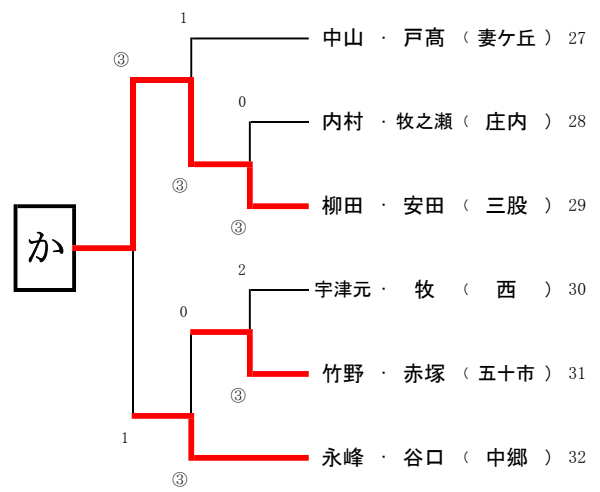 1
中山 ・ 戸髙 （ 妻ケ丘 ） 27
③
0
内村 ・ 牧之瀬 （ 庄内 ） 28
③
柳田 ・ 安田 （ 三股 ） 29
③
か
2
宇津元 ・ 牧 （ 西 ） 30
0
竹野 ・ 赤塚 （ 五十市 ） 31
③
1
永峰 ・ 谷口 （ 中郷 ） 32
③